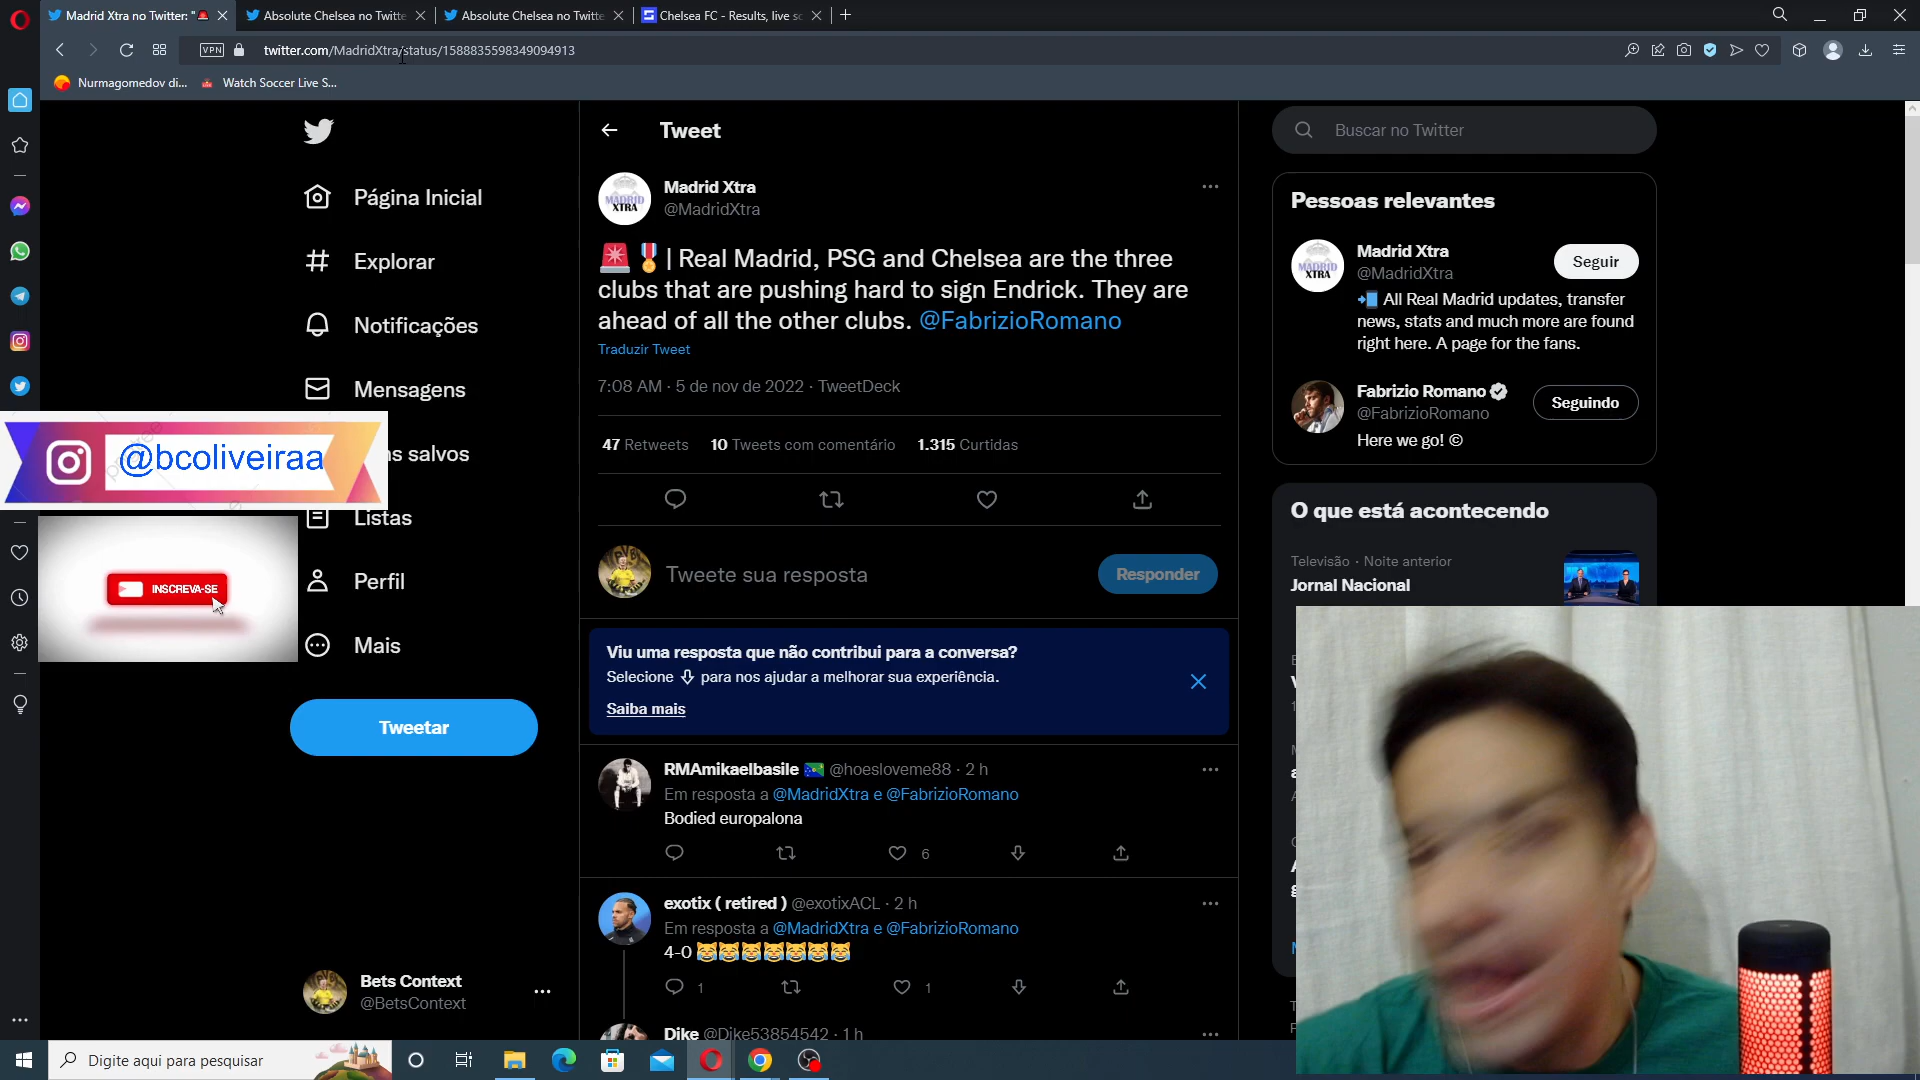 Madrid Xtra no Twitter: "🚨
Absolute Chelsea no Twitte
Absolute Chelsea no Twitte
Chelsea FC - Results, live sc
VPN
twitter.com/MadridXtra/status/1588835598349094913
Nurmagomedov di...
Watch Soccer Live S...
Página Inicial
Explorar
Notificações
Mensagens
ns salvos
Listas
Perfil
Mais
Tweetar
Bets Context
@BetsContext
@bcoliveiraa
INSCREVA-SE
Tweet
MADRID
XTRA
Madrid Xtra
@MadridXtra
🚨🎖️| Real Madrid, PSG and Chelsea are the three
clubs that are pushing hard to sign Endrick. They are
ahead of all the other clubs. @FabrizioRomano
Traduzir Tweet
7:08 AM · 5 de nov de 2022 · TweetDeck
47 Retweets 10 Tweets com comentário 1.315 Curtidas
Tweete sua resposta
Responder
Viu uma resposta que não contribui para a conversa?
Selecione para nos ajudar a melhorar sua experiência.
Saiba mais
RMAmikaelbasile 🇨🇽 @hoesloveme88 · 2 h
Em resposta a @MadridXtra e @FabrizioRomano
Bodied europalona
6
exotix ( retired ) @exotixACL · 2 h
Em resposta a @MadridXtra e @FabrizioRomano
4-0 😹😹😹😹😹😹😹
1 1
Dike @Dike53854542 · 1 h
Buscar no Twitter
Pessoas relevantes
MADRID
XTRA
Madrid Xtra
@MadridXtra
Seguir
📲 All Real Madrid updates, transfer
news, stats and much more are found
right here. A page for the fans.
Fabrizio Romano
@FabrizioRomano
Seguindo
Here we go! ©
O que está acontecendo
Televisão · Noite anterior
Jornal Nacional
Digite aqui para pesquisar